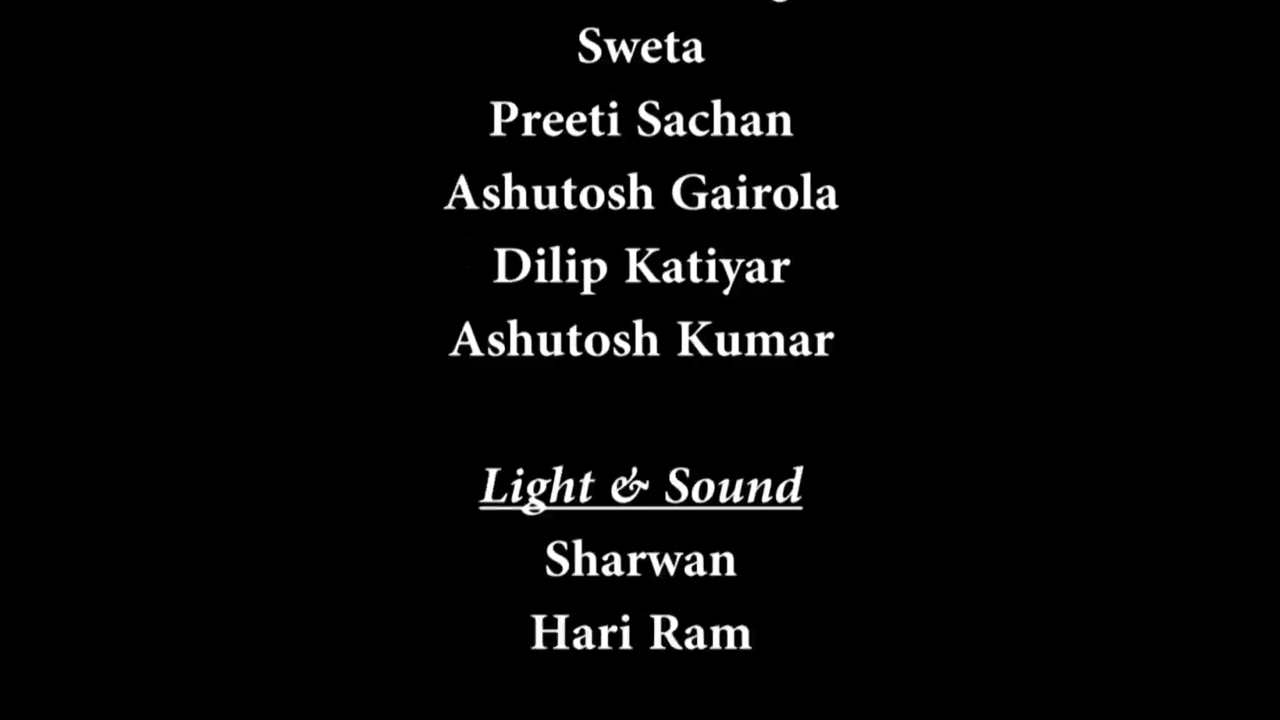 Sweta
Preeti Sachan
Ashutosh Gairola
Dilip Katiyar
Ashutosh Kumar
Light & Sound
Sharwan
Hari Ram